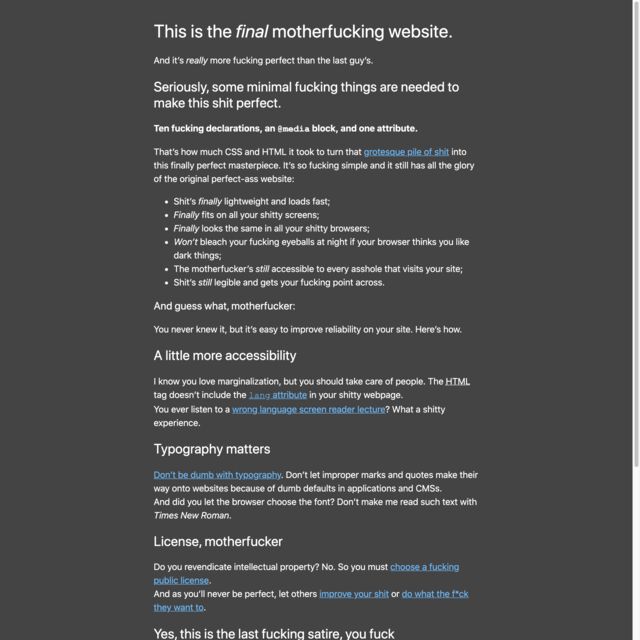 This is the final motherfucking website.
And it’s really more fucking perfect than the last guy’s.
Seriously, some minimal fucking things are needed to
make this shit perfect.
Ten fucking declarations, an @media block, and one attribute.
That’s how much CSS and HTML it took to turn that grotesque pile of shit into
this finally perfect masterpiece. It’s so fucking simple and it still has all the glory
of the original perfect-ass website:
• Shit’s finally lightweight and loads fast;
• Finally fits on all your shitty screens;
• Finally looks the same in all your shitty browsers;
• Won’t bleach your fucking eyeballs at night if your browser thinks you like
dark things;
• The motherfucker’s still accessible to every asshole that visits your site;
• Shit’s still legible and gets your fucking point across.
And guess what, motherfucker:
You never knew it, but it’s easy to improve reliability on your site. Here’s how.
A little more accessibility
I know you love marginalization, but you should take care of people. The HTML
tag doesn’t include the lang attribute in your shitty webpage.
You ever listen to a wrong language screen reader lecture? What a shitty
experience.
Typography matters
Don’t be dumb with typography. Don’t let improper marks and quotes make their
way onto websites because of dumb defaults in applications and CMSs.
And did you let the browser choose the font? Don’t make me read such text with
Times New Roman.
License, motherfucker
Do you revendicate intellectual property? No. So you must choose a fucking
public license.
And as you’ll never be perfect, let others improve your shit or do what the f*ck
they want to.
Yes, this is the last fucking satire, you fuck